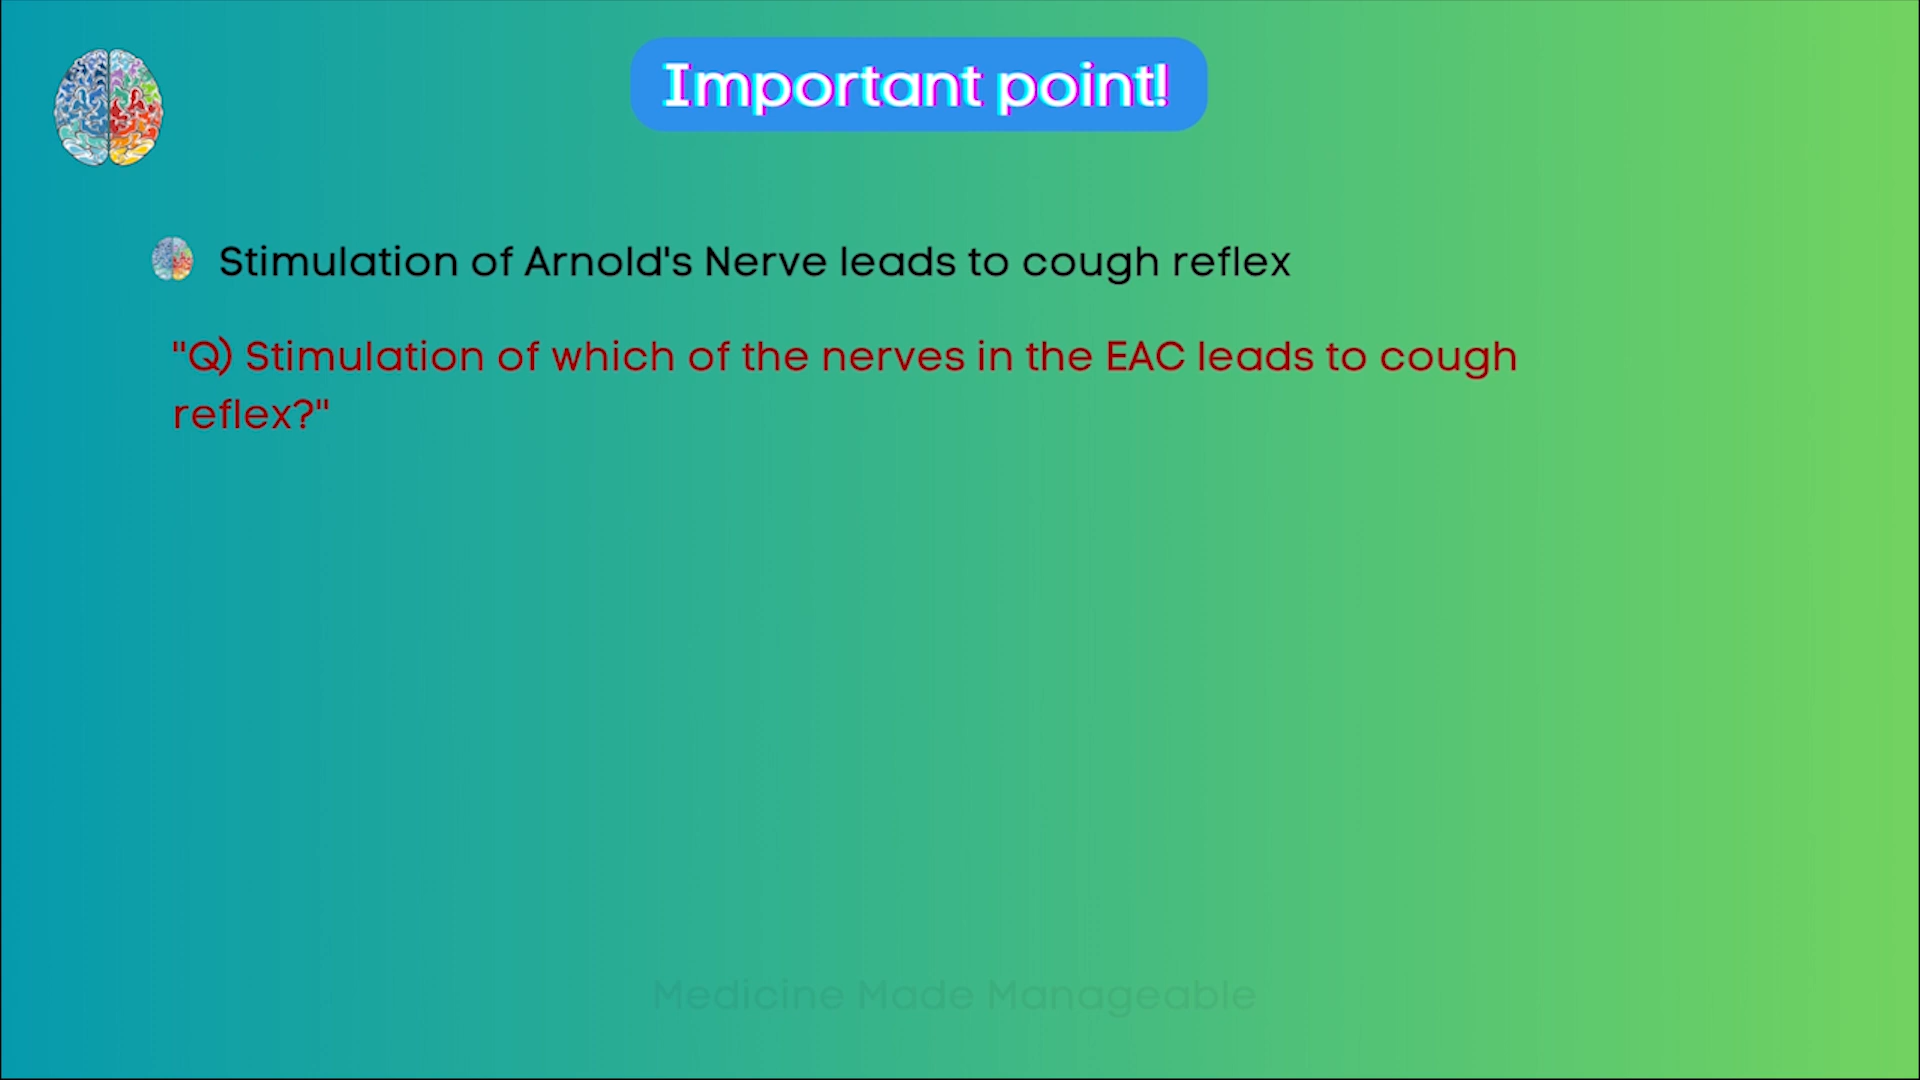 Important point!
Stimulation of Arnold's Nerve leads to cough reflex
"Q) Stimulation of which of the nerves in the EAC leads to cough
reflex?"
Medicine Made Manageable